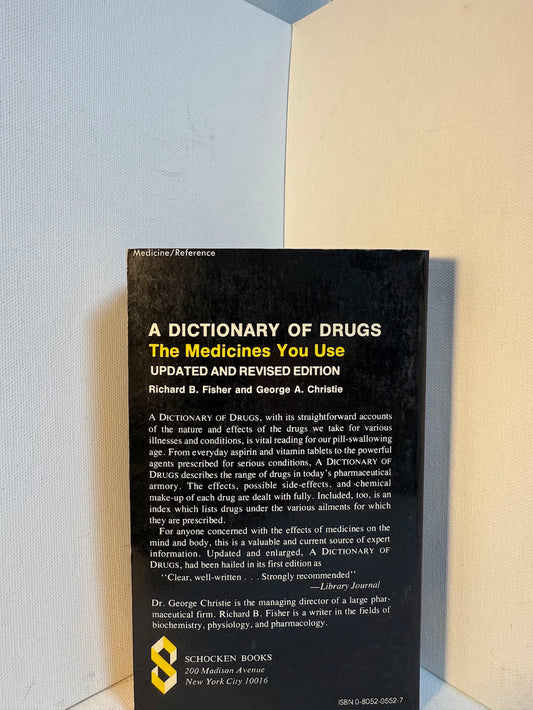 Medicine/Reference
A DICTIONARY OF DRUGS
The Medicines You Use
UPDATED AND REVISED EDITION
Richard B. Fisher and George A. Christie
A DICTIONARY OF DRUGS, with its straightforward accounts
of the nature and effects of the drugs we take for various
illnesses and conditions, is vital reading for our pill-swallowing
age. From everyday aspirin and vitamin tablets to the powerful
agents prescribed for serious conditions, A DICTIONARY OF
DRUGS describes the range of drugs in today's pharmaceutical
armory. The effects, possible side-effects, and chemical
make-up of each drug are dealt with fully. Included, too, is an
index which lists drugs under the various ailments for which
they are prescribed.
For anyone concerned with the effects of medicines on the
mind and body, this is a valuable and current source of expert
information. Updated and enlarged, A DICTIONARY OF
DRUGS, had been hailed in its first edition as
"Clear, well-written . . . Strongly recommended"
—Library Journal
Dr. George Christie is the managing director of a large phar-
maceutical firm. Richard B. Fisher is a writer in the fields of
biochemistry, physiology, and pharmacology.
SCHOCKEN BOOKS
200 Madison Avenue
New York City 10016
ISBN 0-8052-0552-7